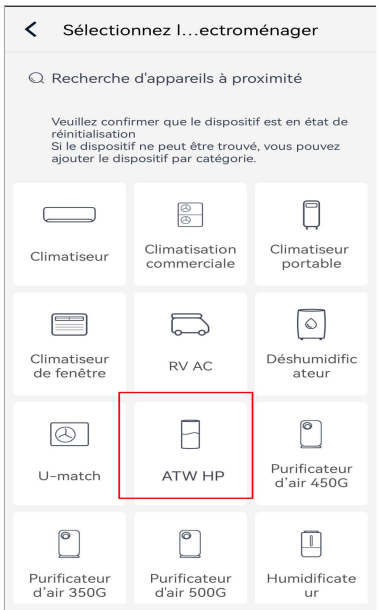 Sélectionnez l...ectroménager
Recherche d'appareils à proximité
Veuillez confirmer que le dispositif est en état de
réinitialisation
Si le dispositif ne peut être trouvé, vous pouvez
ajouter le dispositif par catégorie.
Climatiseur
Climatisation
commerciale
Climatiseur
portable
Climatiseur
de fenêtre
RV AC
Déshumidific
ateur
U-match
ATW HP
Purificateur
d'air 450G
Purificateur
d'air 350G
Purificateur
d'air 500G
Humidificate
ur